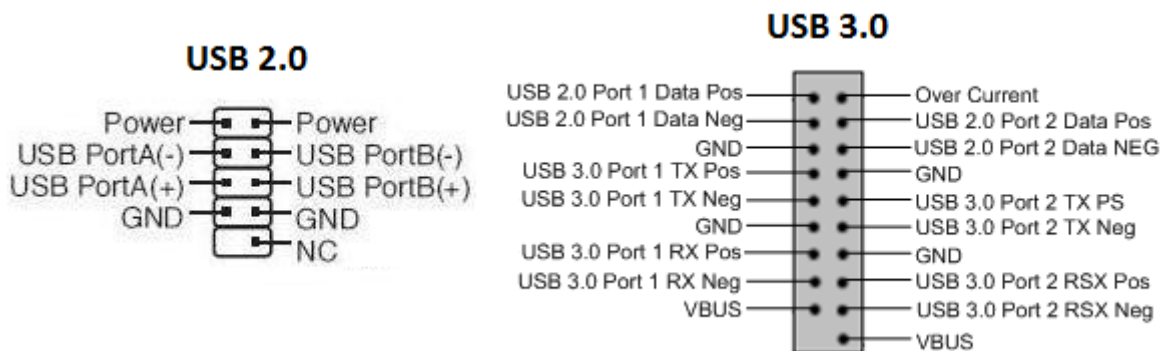 USB 2.0
Power Power
USB PortA(-) USB PortB(-)
USB PortA(+) USB PortB(+)
GND GND
NC
USB 3.0
USB 2.0 Port 1 Data Pos Over Current
USB 2.0 Port 1 Data Neg USB 2.0 Port 2 Data Pos
GND USB 2.0 Port 2 Data NEG
USB 3.0 Port 1 TX Pos GND
USB 3.0 Port 1 TX Neg USB 3.0 Port 2 TX PS
GND USB 3.0 Port 2 TX Neg
USB 3.0 Port 1 RX Pos GND
USB 3.0 Port 1 RX Neg USB 3.0 Port 2 RSX Pos
VBUS USB 3.0 Port 2 RSX Neg
VBUS